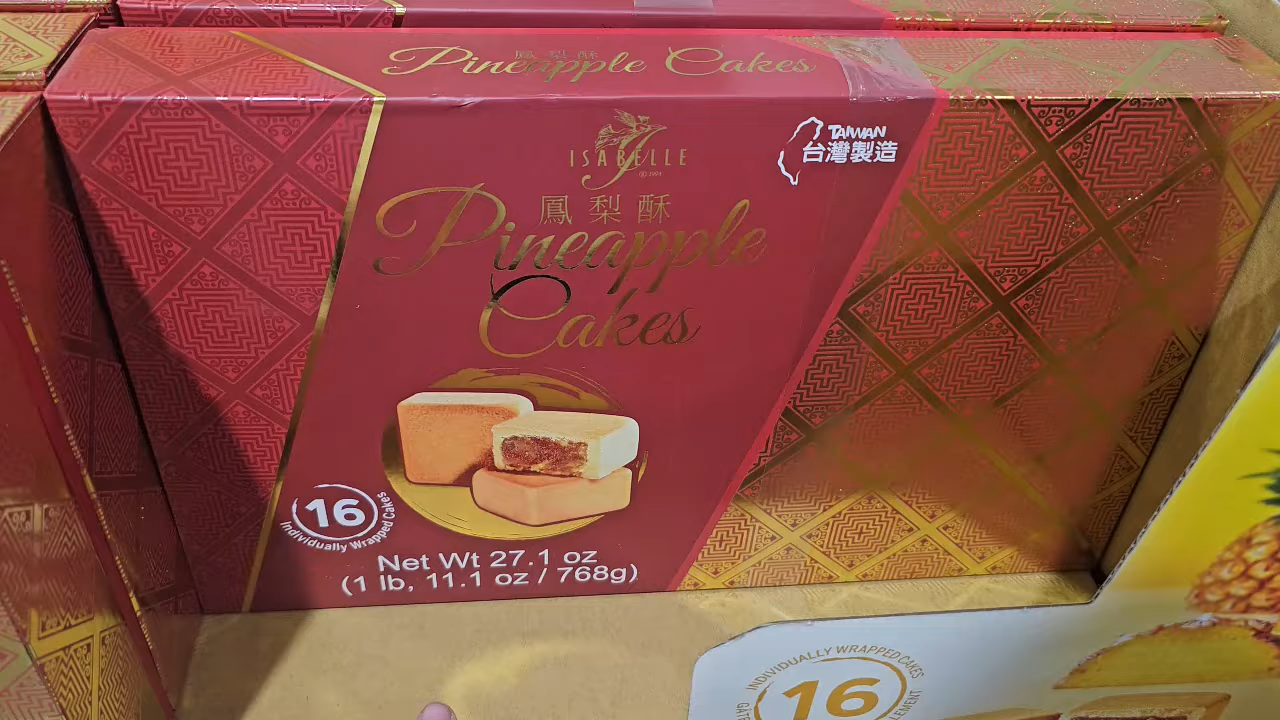 鳳梨酥
Pineapple Cakes
ISABELLE
TAIWAN
台灣製造
鳳梨酥
Pineapple
Cakes
16
Individually Wrapped Cakes
Net Wt 27.1 oz
(1 lb, 11.1 oz / 768g)
INDIVIDUALLY WRAPPED CAKES
16